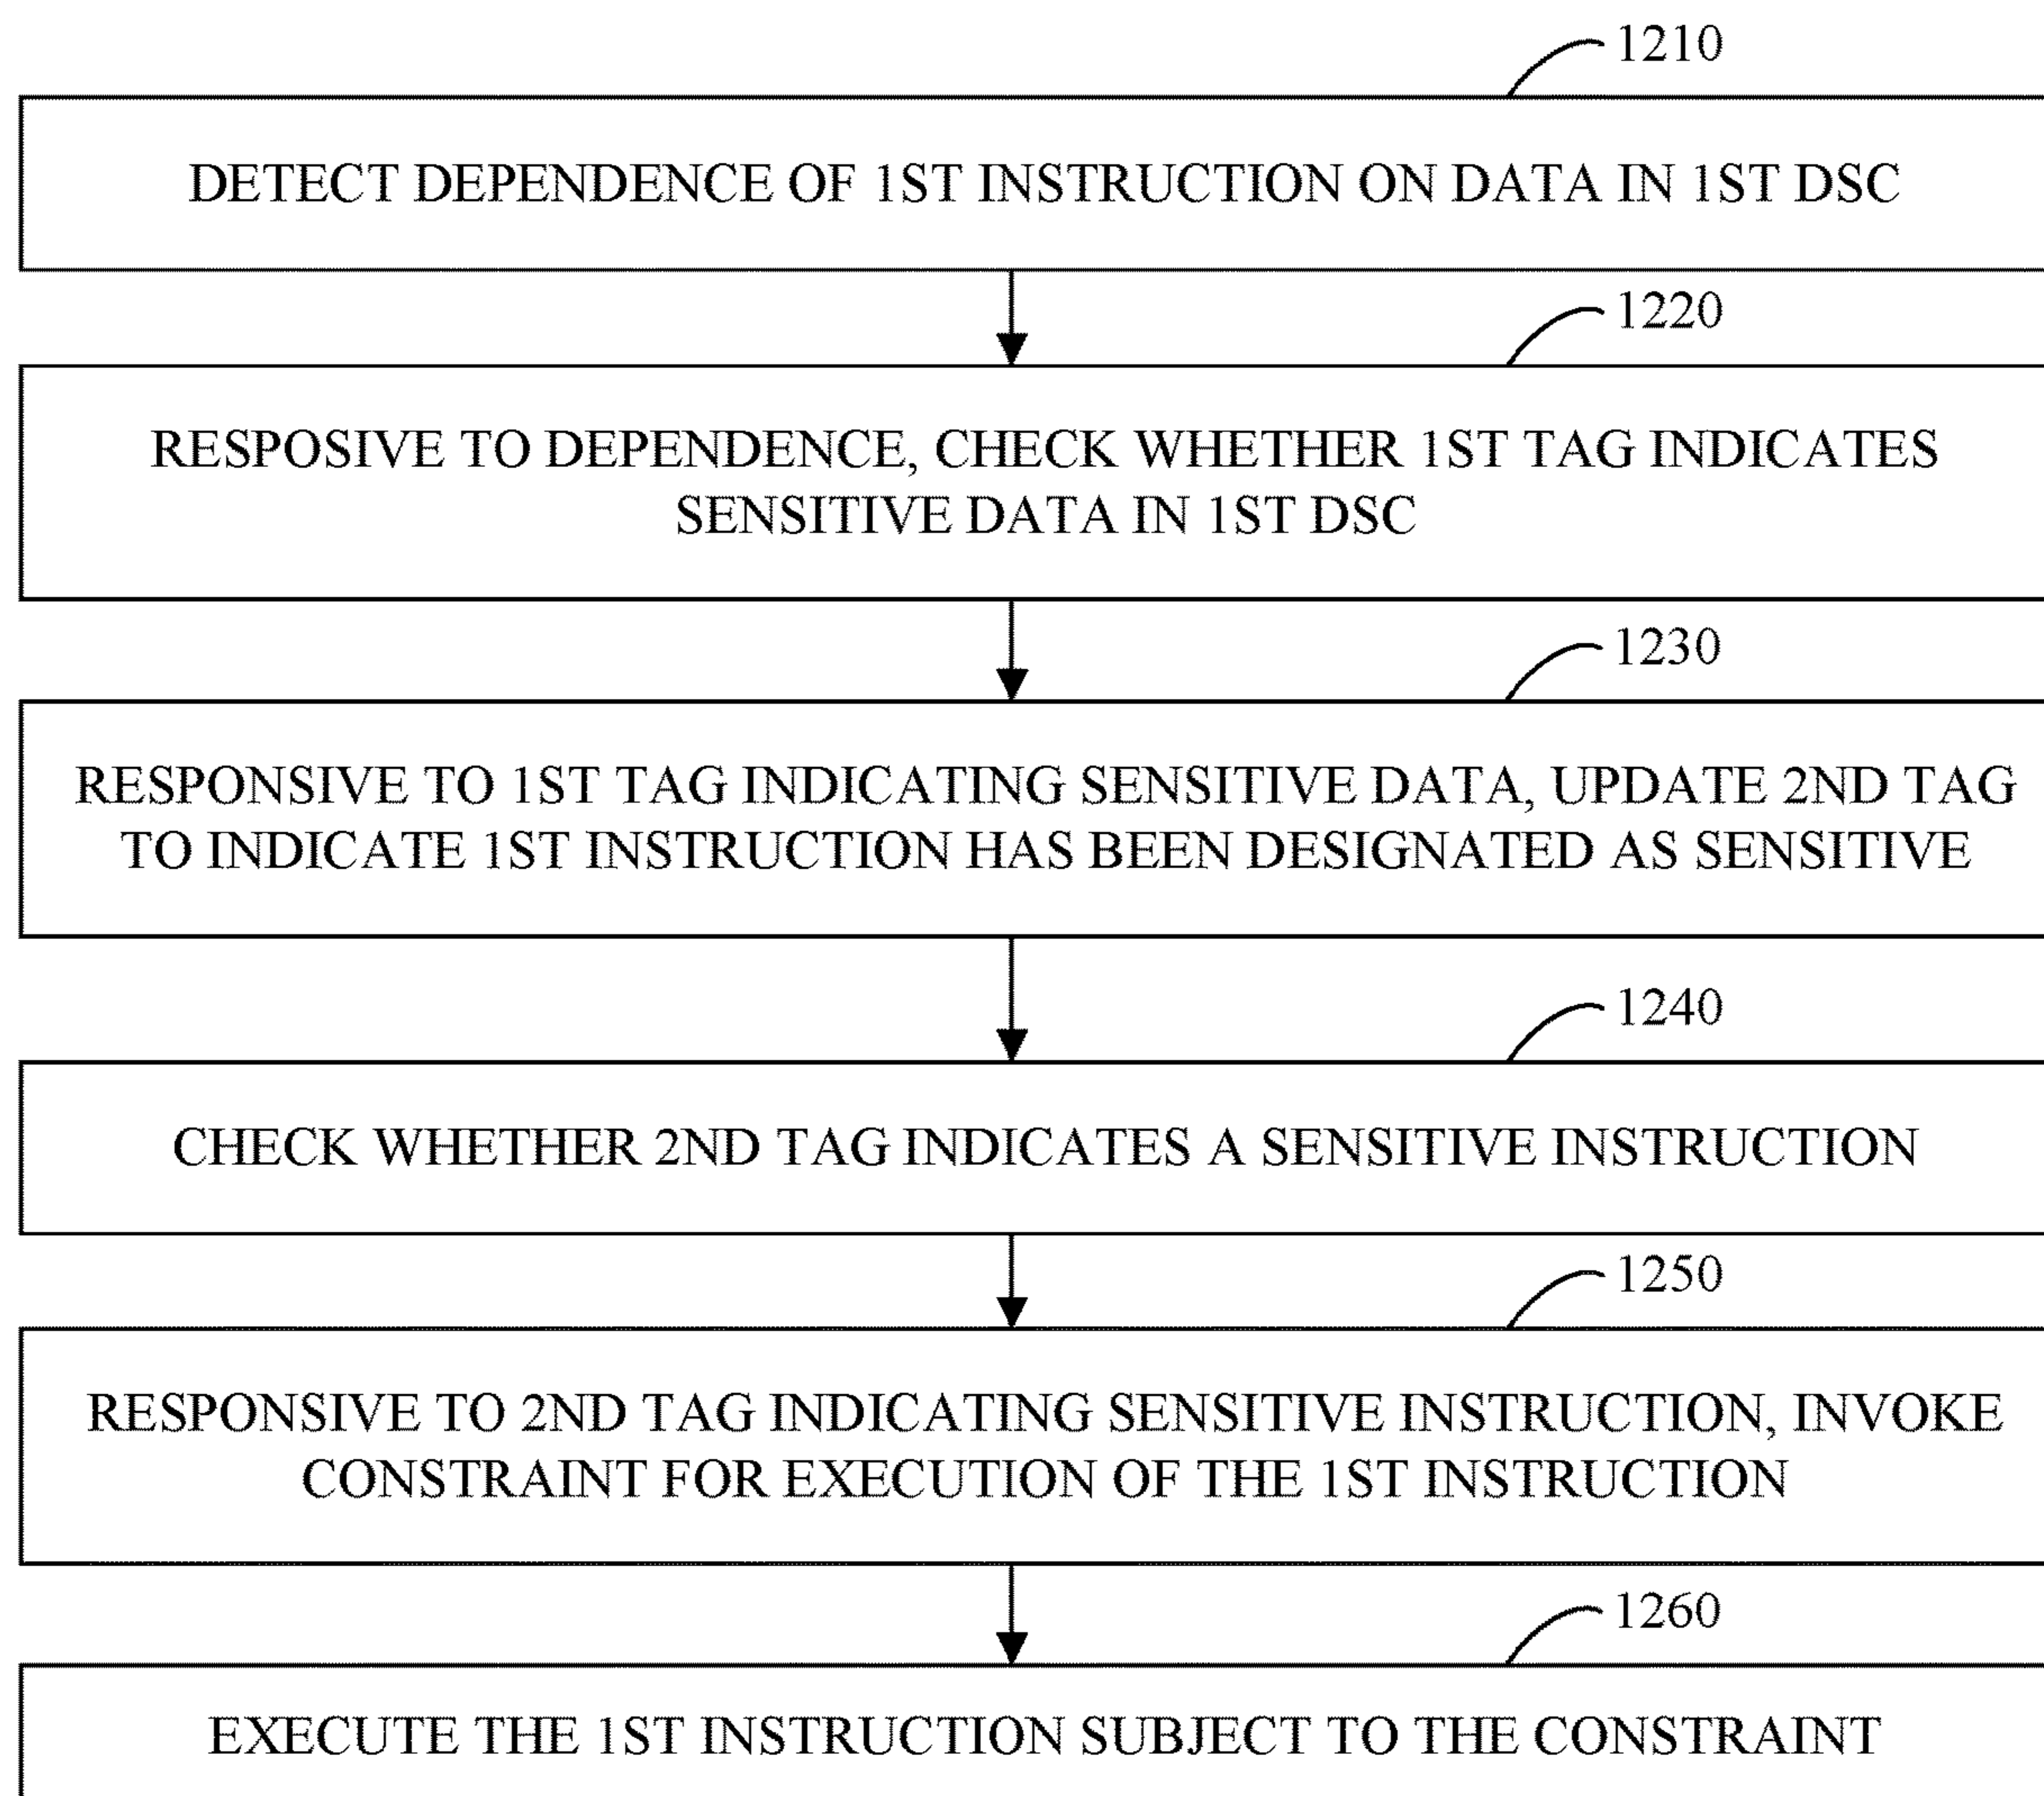 1210
DETECT DEPENDENCE OF 1ST INSTRUCTION ON DATA IN 1ST DSC
1220
RESPOSIVE TO DEPENDENCE, CHECK WHETHER 1ST TAG INDICATES
SENSITIVE DATA IN 1ST DSC
1230
RESPONSIVE TO 1ST TAG INDICATING SENSITIVE DATA, UPDATE 2ND TAG
TO INDICATE 1ST INSTRUCTION HAS BEEN DESIGNATED AS SENSITIVE
1240
CHECK WHETHER 2ND TAG INDICATES A SENSITIVE INSTRUCTION
1250
RESPONSIVE TO 2ND TAG INDICATING SENSITIVE INSTRUCTION, INVOKE
CONSTRAINT FOR EXECUTION OF THE 1ST INSTRUCTION
1260
EXECUTE THE 1ST INSTRUCTION SUBJECT TO THE CONSTRAINT